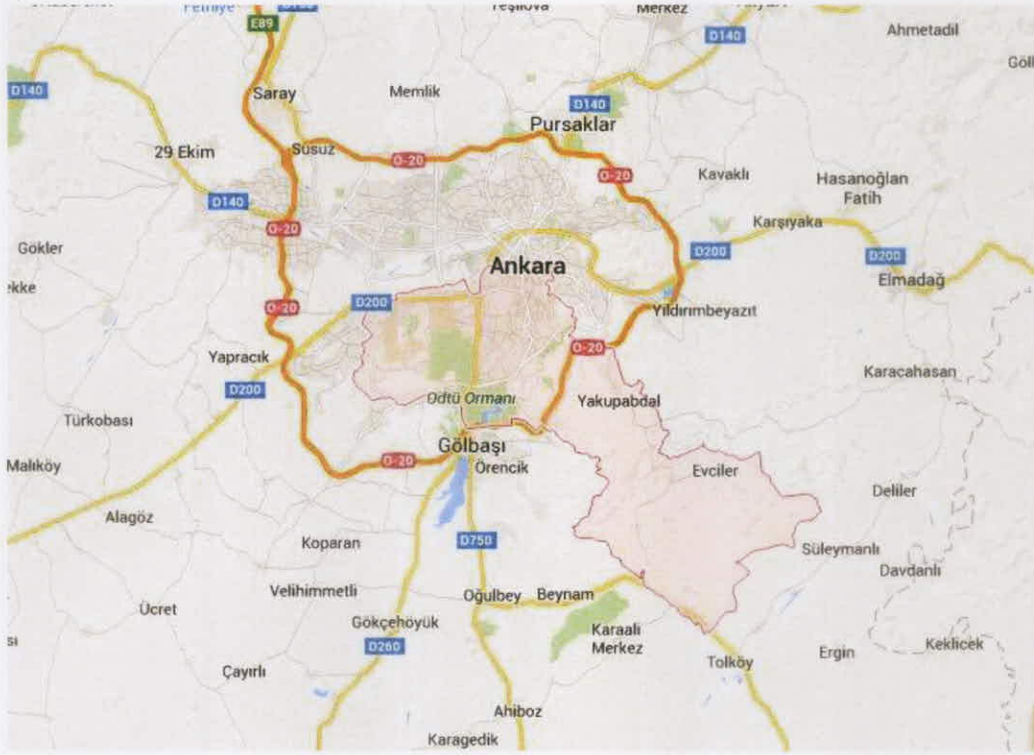 Fethiye
Yeşilova
Merkez
E89
D140
Ahmetadil
D140
Saray
Memlik
D140
Pursaklar
29 Ekim
Susuz
O-20
O-20
Kavaklı
Hasanoğlan
Fatih
D140
O-20
Karşıyaka
Gökler
D200
D200
Ankara
Elmadağ
O-20
D200
Yıldırımbeyazıt
Yapracık
O-20
Karacahasan
D200
Odtü Ormanı
Yakupabdal
Türkobası
Gölbaşı
Malıköy
O-20
Örencik
Evciler
Deliler
Alagöz
Koparan
D750
Süleymanlı
Davdanlı
Velihimmetli
Oğulbey
Beynam
Ücret
Gökçehöyük
Karaali
Merkez
D260
Ergin
Keklicek
Çayırlı
Tolköy
Ahiboz
Karagedik